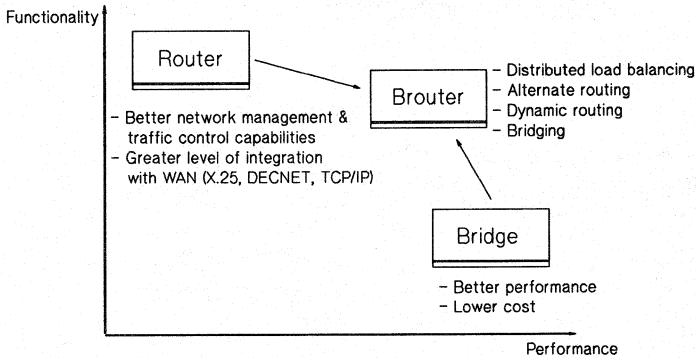 Functionality
Router
- Better network management &
traffic control capabilities
- Greater level of integration
with WAN (X.25, DECNET, TCP/IP)
Brouter
- Distributed load balancing
- Alternate routing
- Dynamic routing
- Bridging
Bridge
- Better performance
- Lower cost
Performance